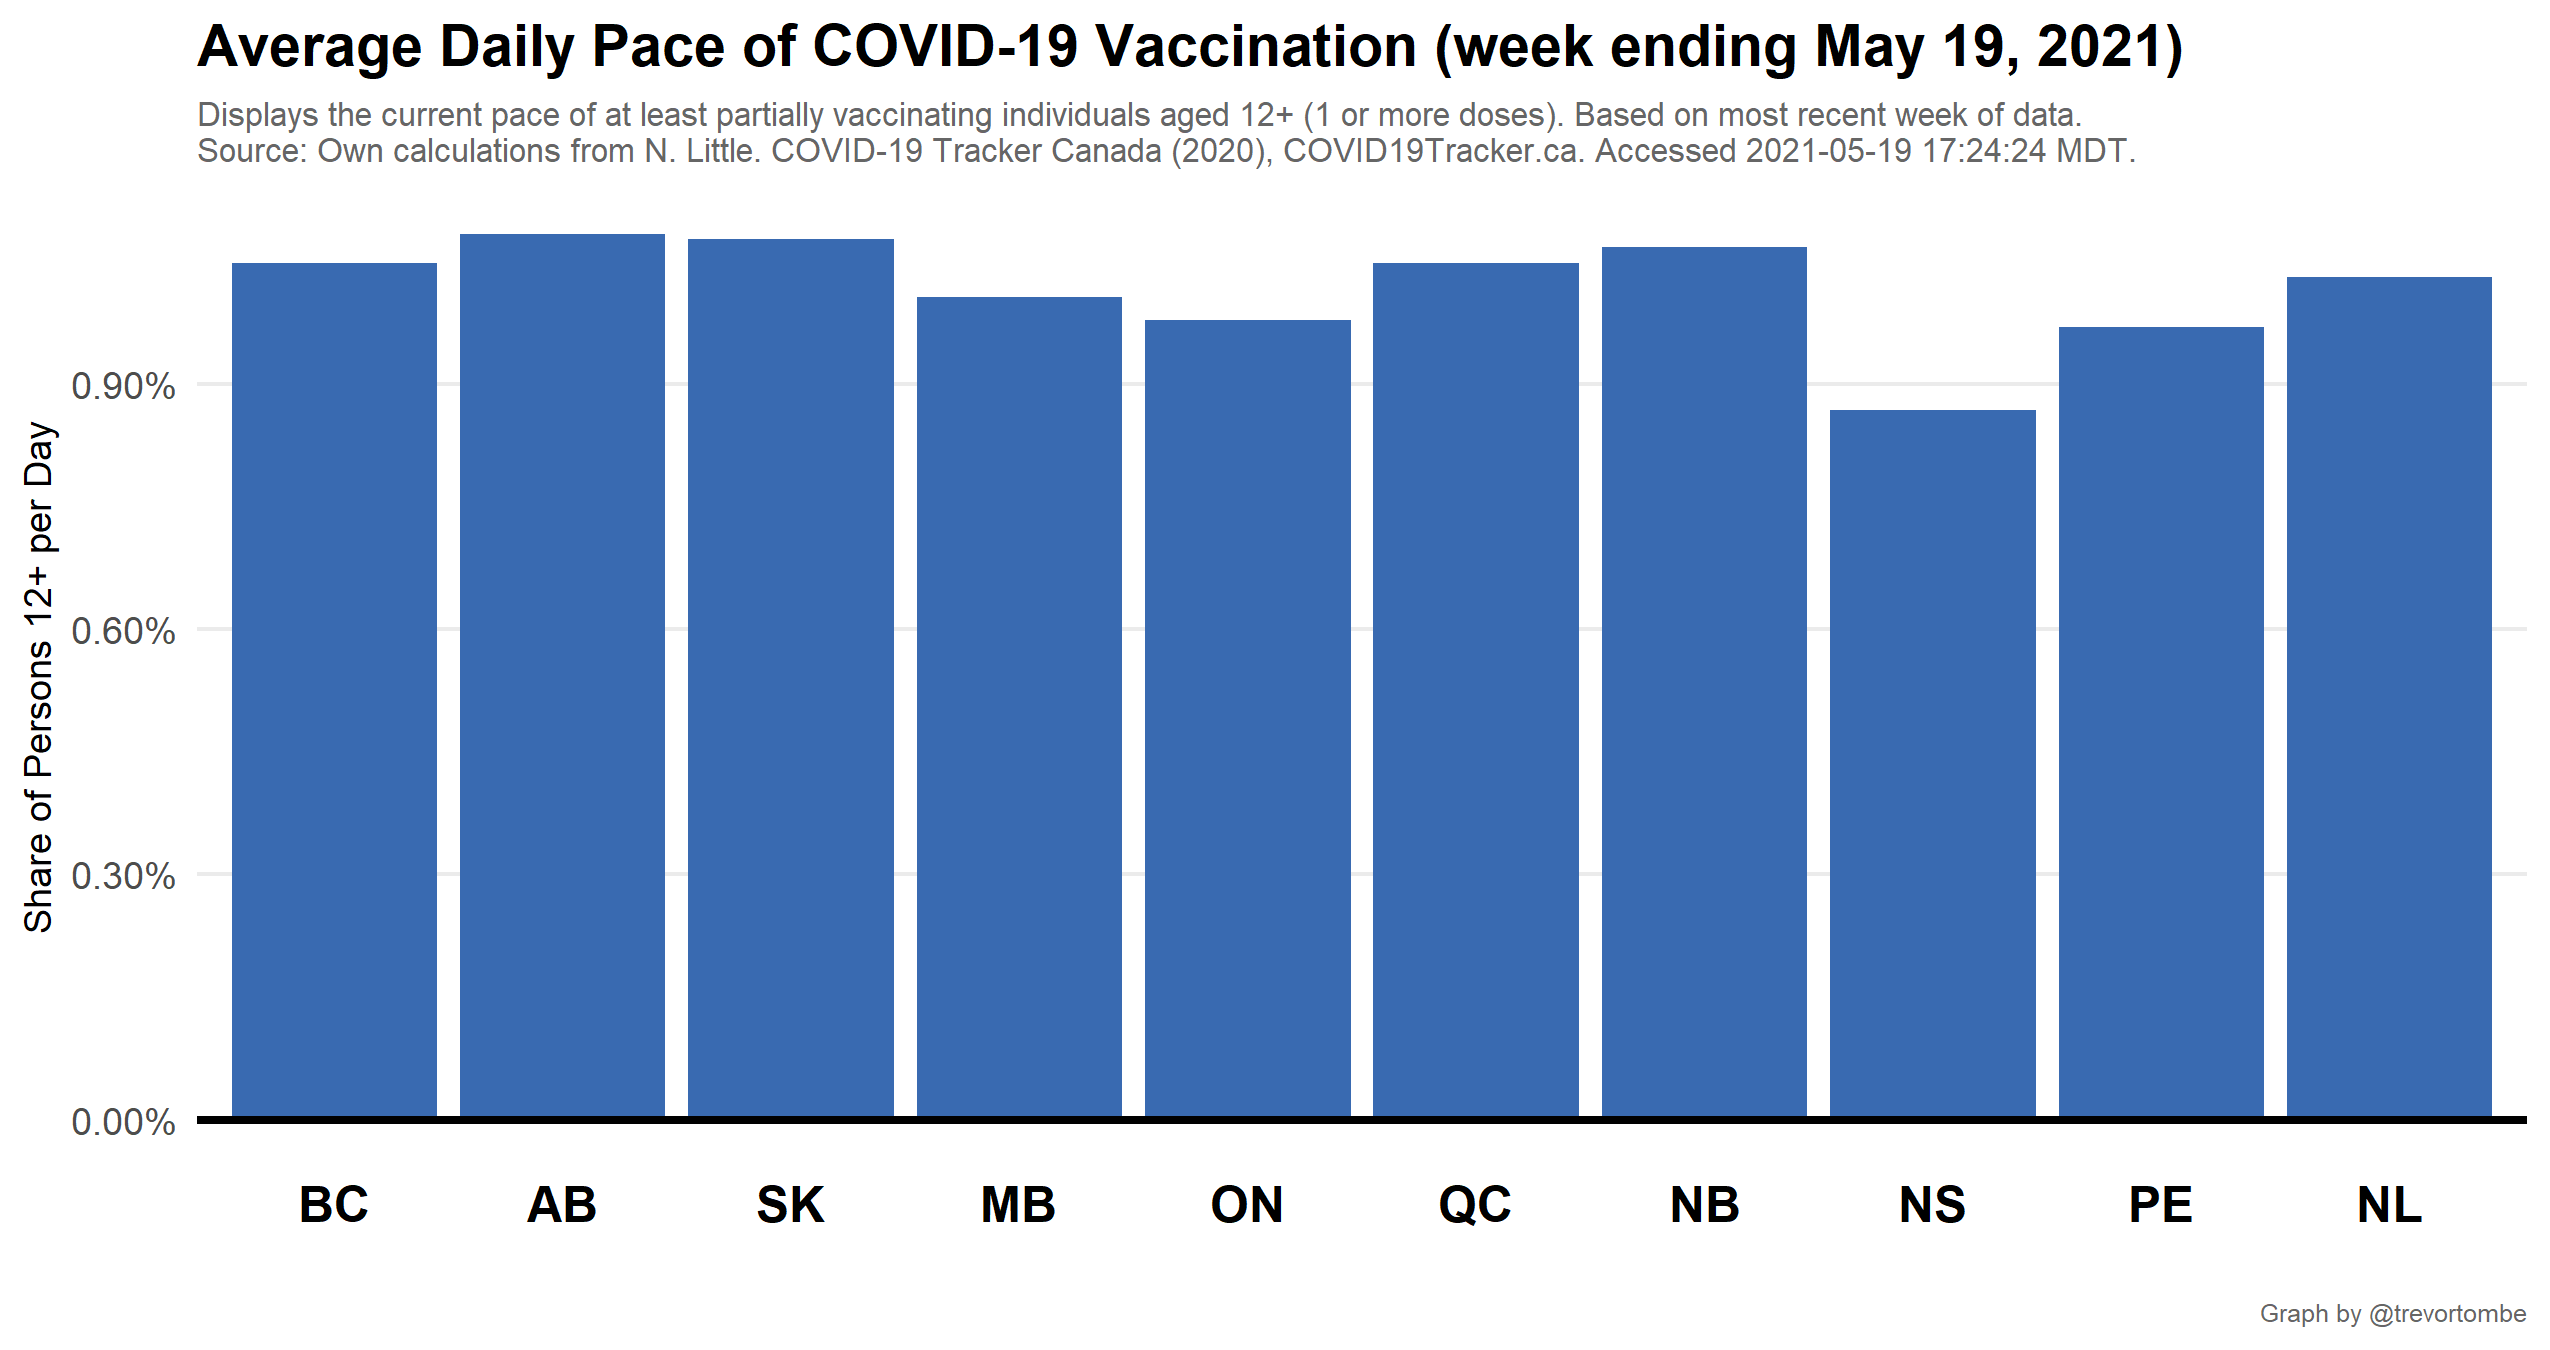 Average Daily Pace of COVID-19 Vaccination (week ending May 19, 2021)
Displays the current pace of at least partially vaccinating individuals aged 12+ (1 or more doses). Based on most recent week of data.
Source: Own calculations from N. Little. COVID-19 Tracker Canada (2020), COVID19Tracker.ca. Accessed 2021-05-19 17:24:24 MDT.
Share of Persons 12+ per Day
0.90%
0.60%
0.30%
0.00%
BC AB SK MB ON QC NB NS PE NL
Graph by @trevortombe